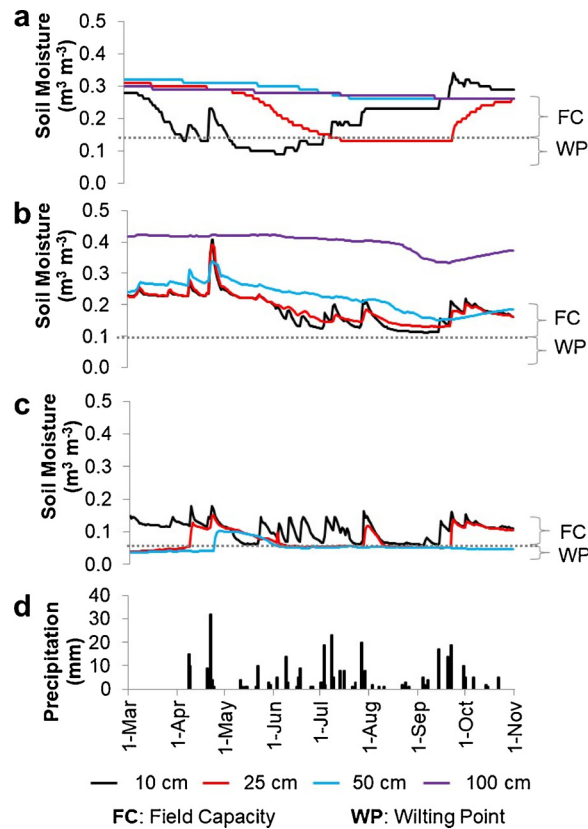 a
Soil Moisture
(m³ m⁻³)
0.5
0.4
0.3
0.2
0.1
0.0
FC
WP
b
Soil Moisture
(m³ m⁻³)
0.5
0.4
0.3
0.2
0.1
0.0
FC
WP
c
Soil Moisture
(m³ m⁻³)
0.5
0.4
0.3
0.2
0.1
0.0
FC
WP
d
Precipitation
(mm)
40
30
20
10
0
1-Mar 1-Apr 1-May 1-Jun 1-Jul 1-Aug 1-Sep 1-Oct 1-Nov
10 cm 25 cm 50 cm 100 cm
FC: Field Capacity WP: Wilting Point